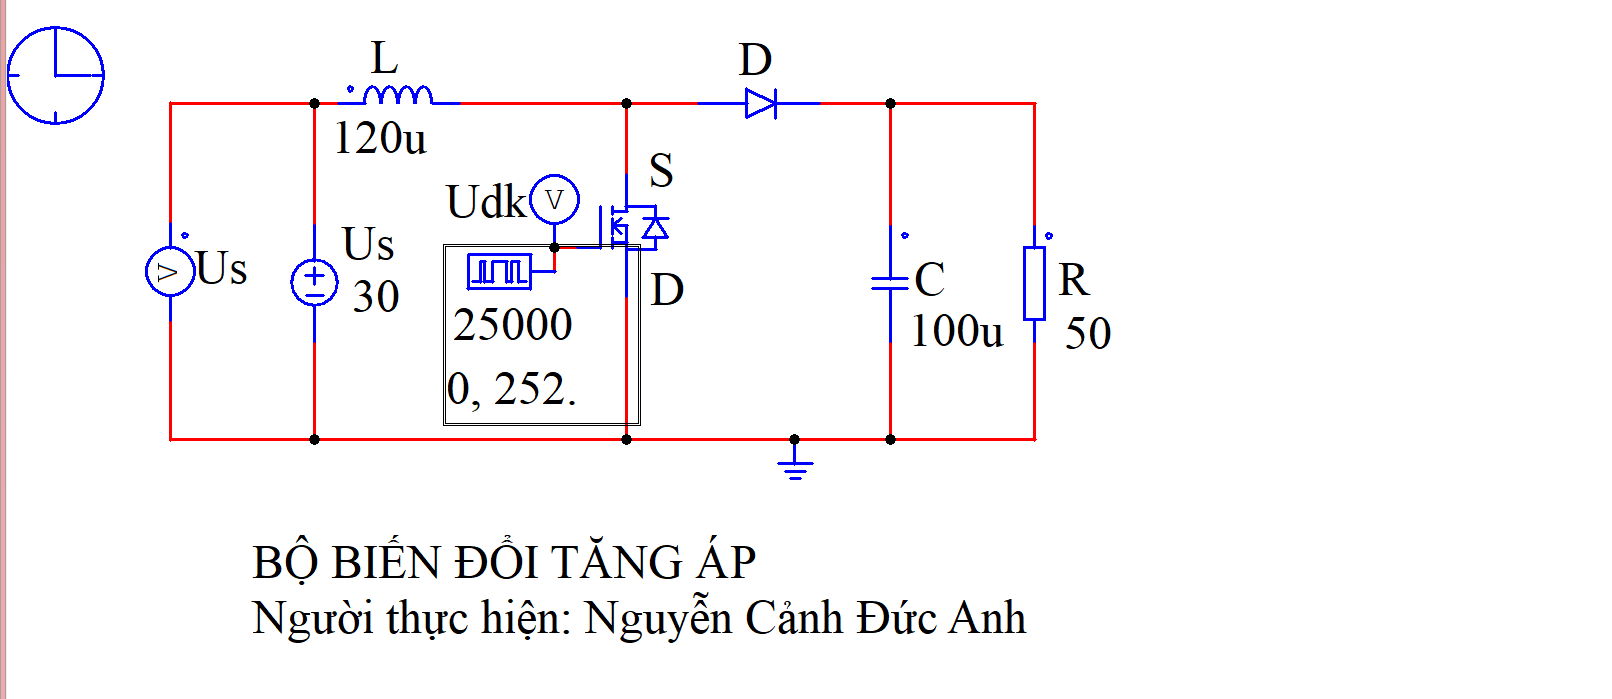 L
D
120u
S
Udk
V
V
Us
Us
30
D
25000
0, 252.
C
100u
R
50
BỘ BIẾN ĐỔI TĂNG ÁP
Người thực hiện: Nguyễn Cảnh Đức Anh